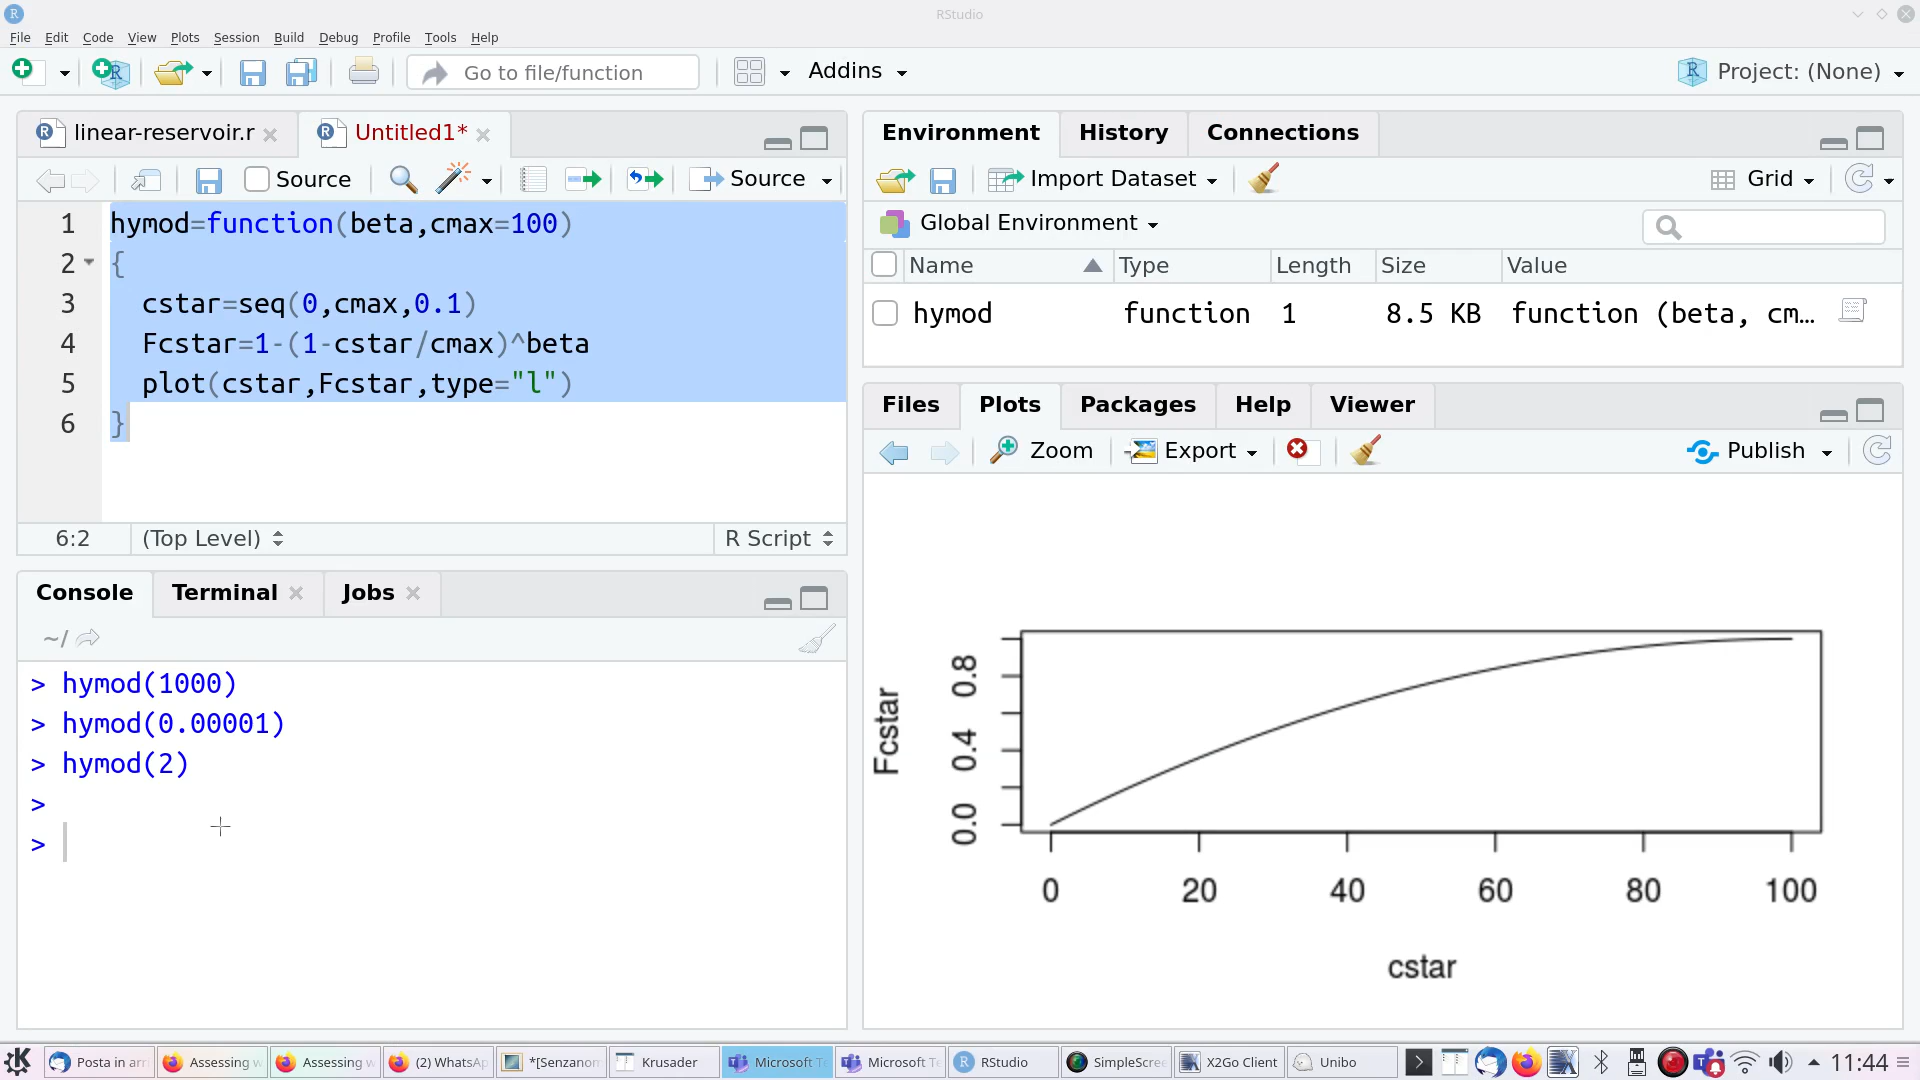 RStudio
File Edit Code View Plots Session Build Debug Profile Tools Help
Go to file/function
Addins
Project: (None)
linear-reservoir.r
Untitled1*
Source
Source
1 hymod=function(beta,cmax=100)
2 {
3 cstar=seq(0,cmax,0.1)
4 Fcstar=1-(1-cstar/cmax)^beta
5 plot(cstar,Fcstar,type="l")
6 }
6:2
(Top Level)
R Script
Console
Terminal
Jobs
~/
> hymod(1000)
> hymod(0.00001)
> hymod(2)
>
>
Environment
History
Connections
Import Dataset
Grid
Global Environment
Name Type Length Size Value
hymod function 1 8.5 KB function (beta, cm…
Files
Plots
Packages
Help
Viewer
Zoom
Export
Publish
Fcstar
0.0 0.4 0.8
0 20 40 60 80 100
cstar
Posta in arr
Assessing w
Assessing w
(2) WhatsAp
*[Senzanom
Krusader
Microsoft Te
Microsoft Te
RStudio
SimpleScree
X2Go Client
Unibo
11:44